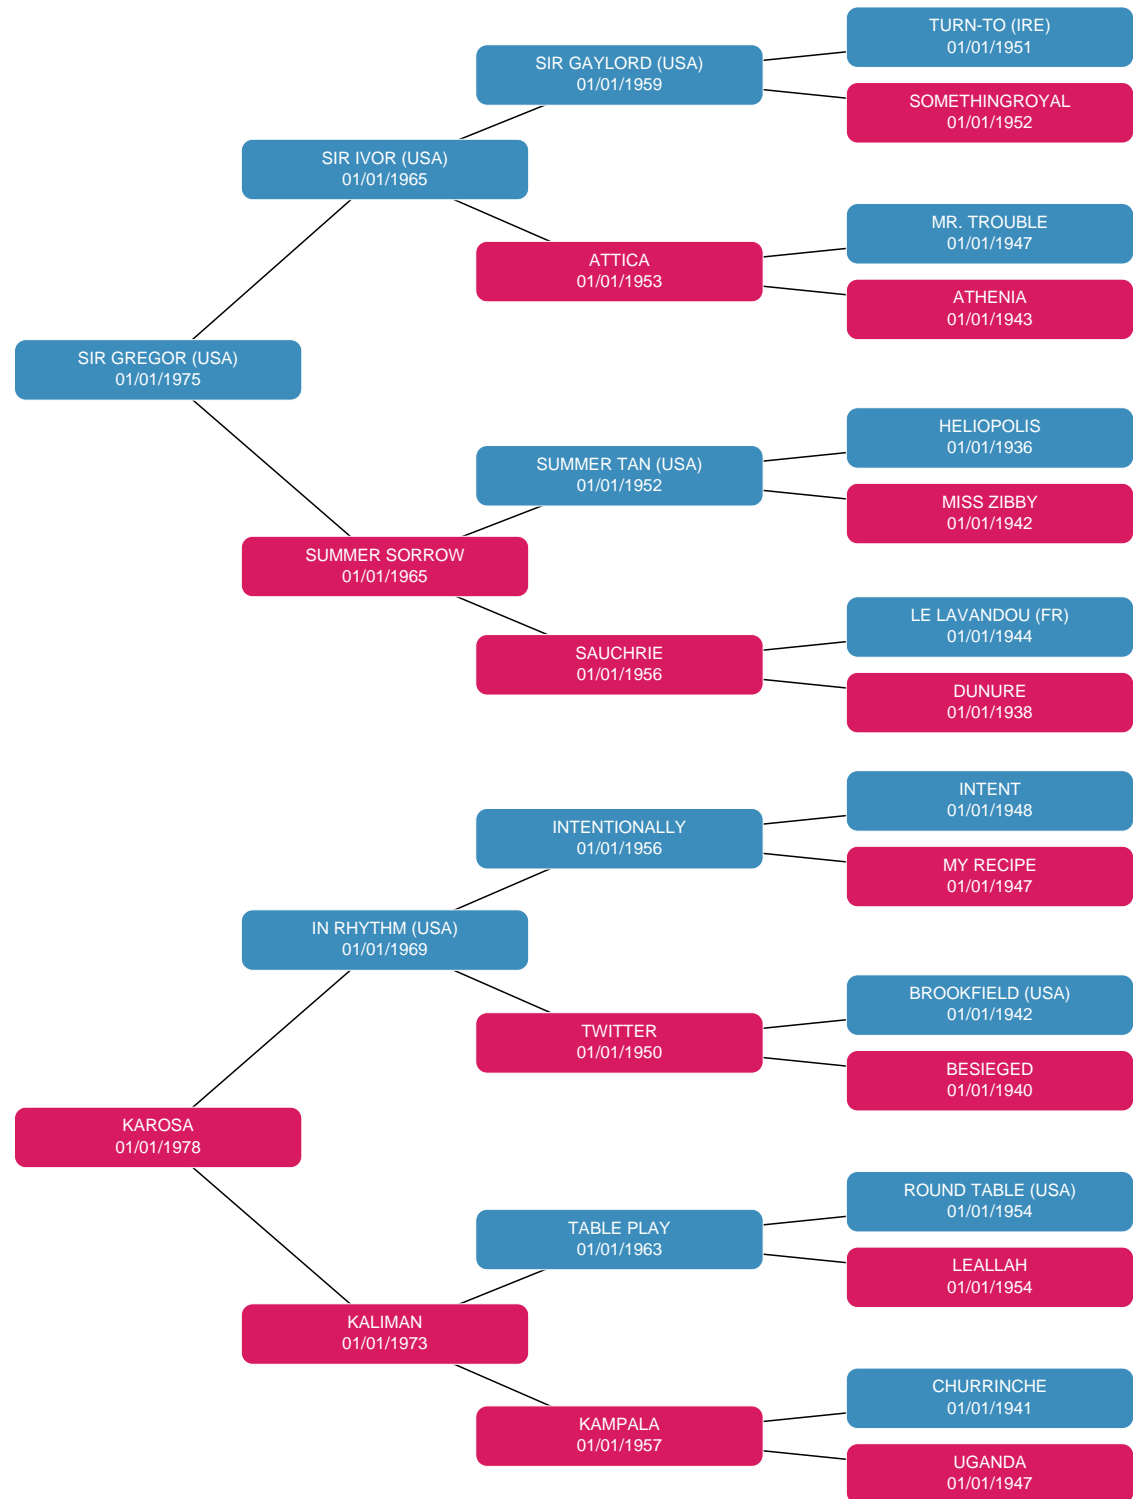 TURN-TO (IRE)
01/01/1951
SIR GAYLORD (USA)
01/01/1959
SOMETHINGROYAL
01/01/1952
SIR IVOR (USA)
01/01/1965
MR. TROUBLE
01/01/1947
ATTICA
01/01/1953
ATHENIA
01/01/1943
SIR GREGOR (USA)
01/01/1975
HELIOPOLIS
01/01/1936
SUMMER TAN (USA)
01/01/1952
MISS ZIBBY
01/01/1942
SUMMER SORROW
01/01/1965
LE LAVANDOU (FR)
01/01/1944
SAUCHRIE
01/01/1956
DUNURE
01/01/1938
INTENT
01/01/1948
INTENTIONALLY
01/01/1956
MY RECIPE
01/01/1947
IN RHYTHM (USA)
01/01/1969
BROOKFIELD (USA)
01/01/1942
TWITTER
01/01/1950
BESIEGED
01/01/1940
KAROSA
01/01/1978
ROUND TABLE (USA)
01/01/1954
TABLE PLAY
01/01/1963
LEALLAH
01/01/1954
KALIMAN
01/01/1973
CHURRINCHE
01/01/1941
KAMPALA
01/01/1957
UGANDA
01/01/1947